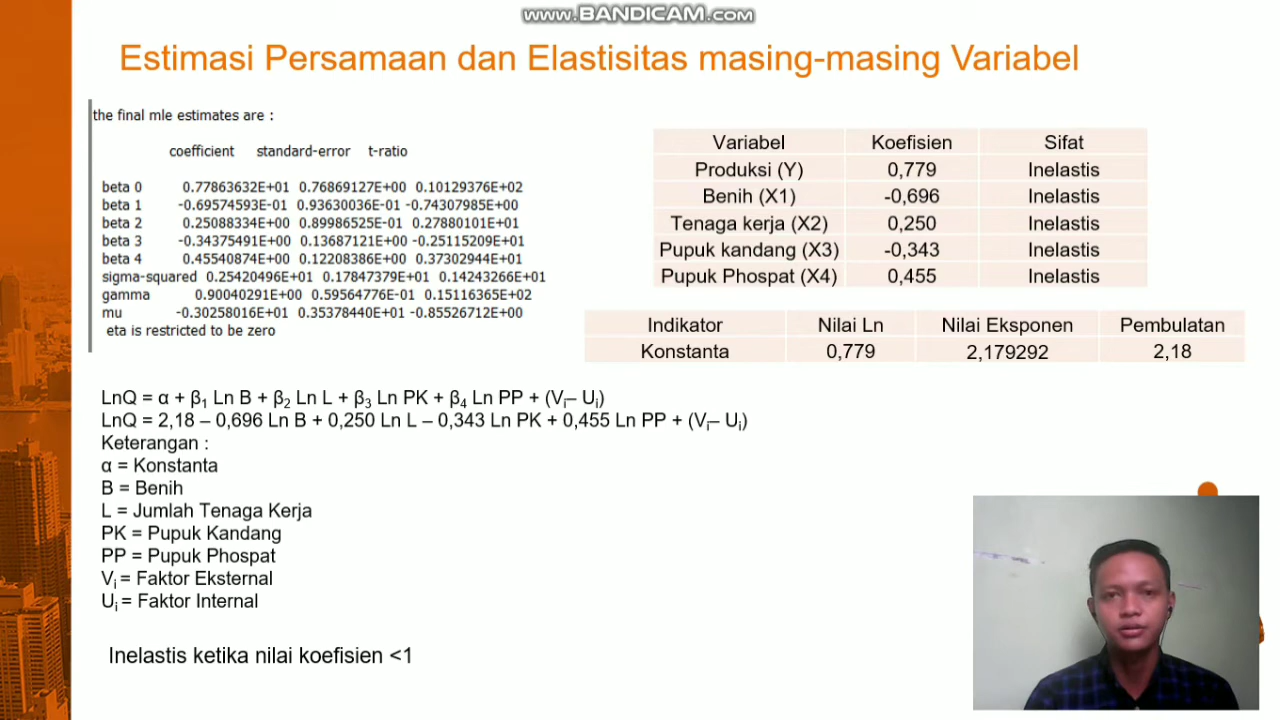 www.BANDICAM.com
Estimasi Persamaan dan Elastisitas masing-masing Variabel
the final mle estimates are :
coefficient standard-error t-ratio
beta 0 0.77863632E+01 0.76869127E+00 0.10129376E+02
beta 1 -0.69574593E-01 0.93630036E-01 -0.74307985E+00
beta 2 0.25088334E+00 0.89986525E-01 0.27880101E+01
beta 3 -0.34375491E+00 0.13687121E+00 -0.25115209E+01
beta 4 0.45540874E+00 0.12208386E+00 0.37302944E+01
sigma-squared 0.25420496E+01 0.17847379E+01 0.14243266E+01
gamma 0.90040291E+00 0.59564776E-01 0.15116365E+02
mu -0.30258016E+01 0.35378440E+01 -0.85526712E+00
eta is restricted to be zero
Variabel Koefisien Sifat
Produksi (Y) 0,779 Inelastis
Benih (X1) -0,696 Inelastis
Tenaga kerja (X2) 0,250 Inelastis
Pupuk kandang (X3) -0,343 Inelastis
Pupuk Phospat (X4) 0,455 Inelastis
Indikator Nilai Ln Nilai Eksponen Pembulatan
Konstanta 0,779 2,179292 2,18
LnQ = α + β₁ Ln B + β₂ Ln L + β₃ Ln PK + β₄ Ln PP + (Vᵢ– Uᵢ)
LnQ = 2,18 – 0,696 Ln B + 0,250 Ln L – 0,343 Ln PK + 0,455 Ln PP + (Vᵢ– Uᵢ)
Keterangan :
α = Konstanta
B = Benih
L = Jumlah Tenaga Kerja
PK = Pupuk Kandang
PP = Pupuk Phospat
Vᵢ = Faktor Eksternal
Uᵢ = Faktor Internal
Inelastis ketika nilai koefisien <1